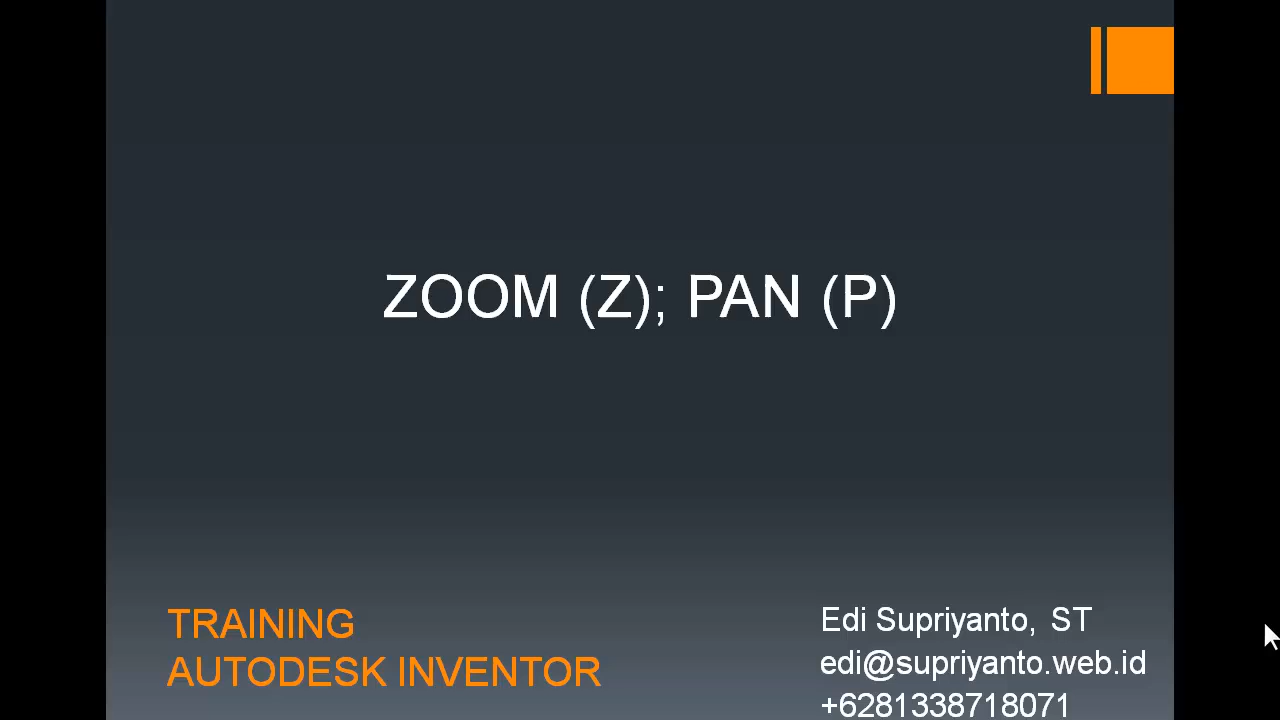 ZOOM (Z); PAN (P)
TRAINING
AUTODESK INVENTOR
Edi Supriyanto, ST
edi@supriyanto.web.id
+6281338718071